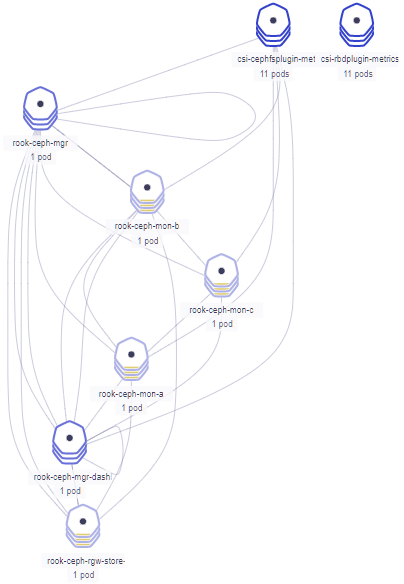 csi-cephfsplugin-met
11 pods
csi-rbdplugin-metrics
11 pods
rook-ceph-mgr
1 pod
rook-ceph-mon-b
1 pod
rook-ceph-mon-c
1 pod
rook-ceph-mon-a
1 pod
rook-ceph-mgr-dash
1 pod
rook-ceph-rgw-store-
1 pod